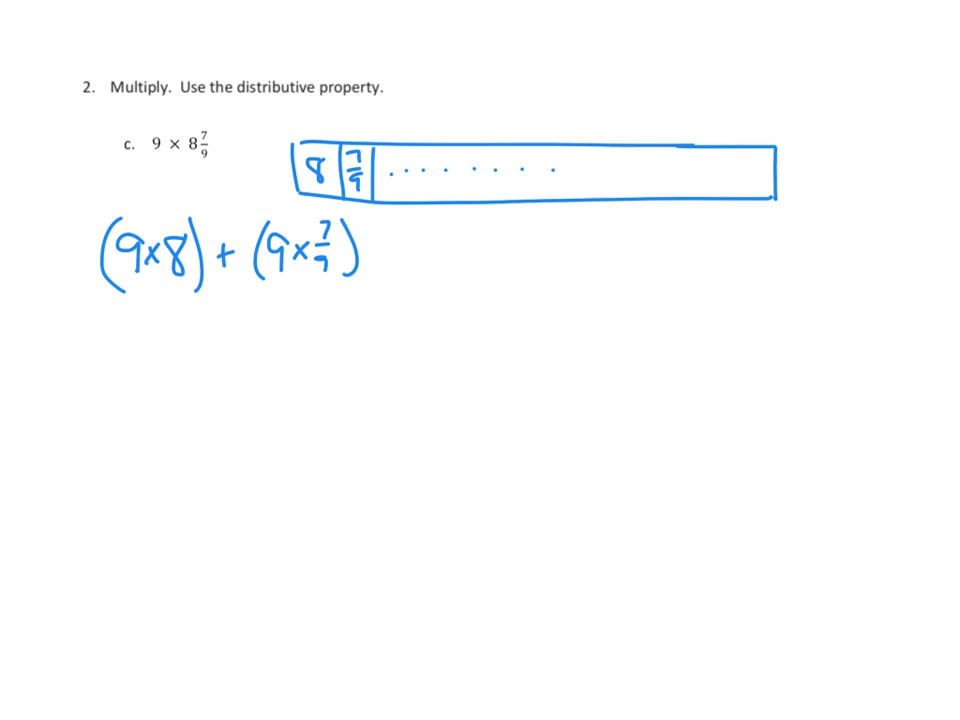 2. Multiply. Use the distributive property.
c. 9 × 8 7/9
8 7/9 . . . . . . . .
(9×8) + (9×7/9)